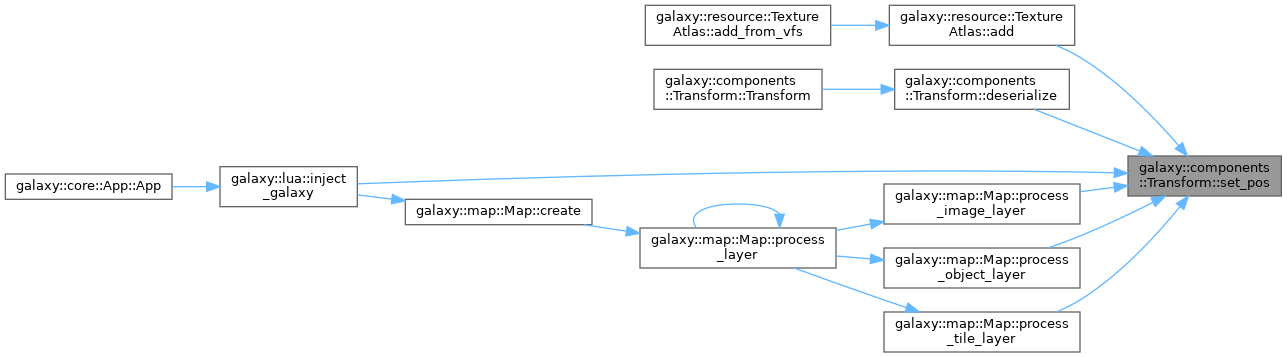 galaxy::resource::Texture
Atlas::add_from_vfs
galaxy::resource::Texture
Atlas::add
galaxy::components
::Transform::Transform
galaxy::components
::Transform::deserialize
galaxy::components
::Transform::set_pos
galaxy::core::App::App
galaxy::lua::inject
_galaxy
galaxy::map::Map::create
galaxy::map::Map::process
_layer
galaxy::map::Map::process
_image_layer
galaxy::map::Map::process
_object_layer
galaxy::map::Map::process
_tile_layer